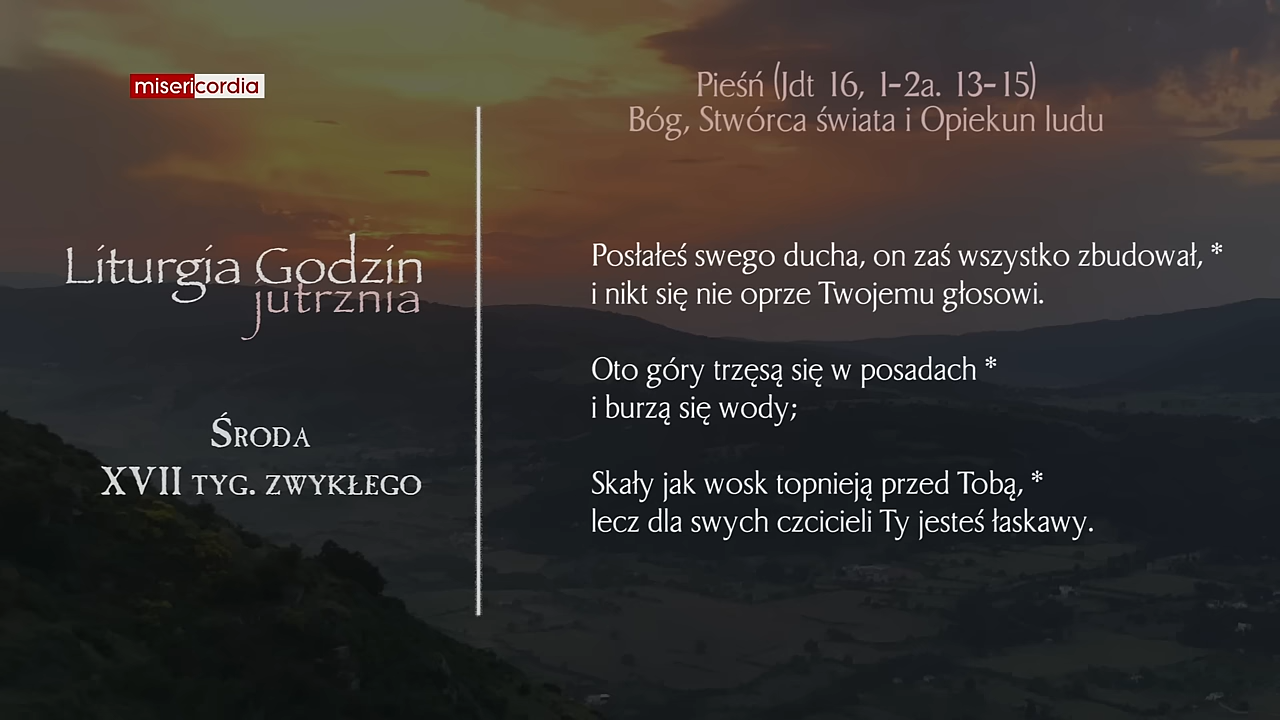 misericordia
Liturgia Godzin
jutrznia
Środa
XVII tyg. zwykłego
Pieśń (Jdt 16, 1-2a. 13-15)
Bóg, Stwórca świata i Opiekun ludu
Posłałeś swego ducha, on zaś wszystko zbudował, *
i nikt się nie oprze Twojemu głosowi.
Oto góry trzęsą się w posadach *
i burzą się wody;
Skały jak wosk topnieją przed Tobą, *
lecz dla swych czcicieli Ty jesteś łaskawy.